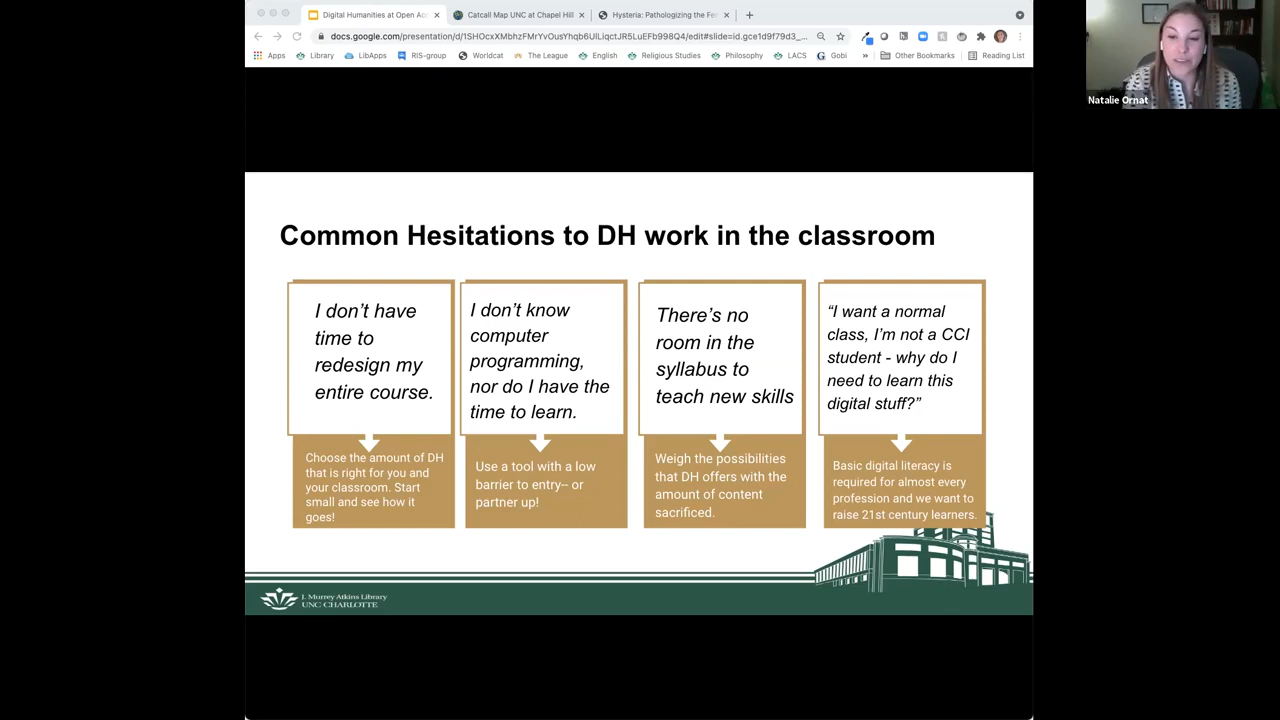 Digital Humanities at Open Acc
Catcall Map UNC at Chapel Hill
Hysteria: Pathologizing the Fe
docs.google.com/presentation/d/1SHOcxXMbhzFMrYvOusYhqb6UILiqctJR5LuEFb998Q4/edit#slide=id.gce1d9f79d3_...
Apps Library LibApps RIS-group Worldcat The League English Religious Studies Philosophy LACS Gobi » Other Bookmarks Reading List
Natalie Ornat
Common Hesitations to DH work in the classroom
I don’t have
time to
redesign my
entire course.
Choose the amount of DH
that is right for you and
your classroom. Start
small and see how it
goes!
I don’t know
computer
programming,
nor do I have the
time to learn.
Use a tool with a low
barrier to entry-- or
partner up!
There’s no
room in the
syllabus to
teach new skills
Weigh the possibilities
that DH offers with the
amount of content
sacrificed.
“I want a normal
class, I’m not a CCI
student - why do I
need to learn this
digital stuff?”
Basic digital literacy is
required for almost every
profession and we want to
raise 21st century learners.
J. Murrey Atkins Library
UNC CHARLOTTE